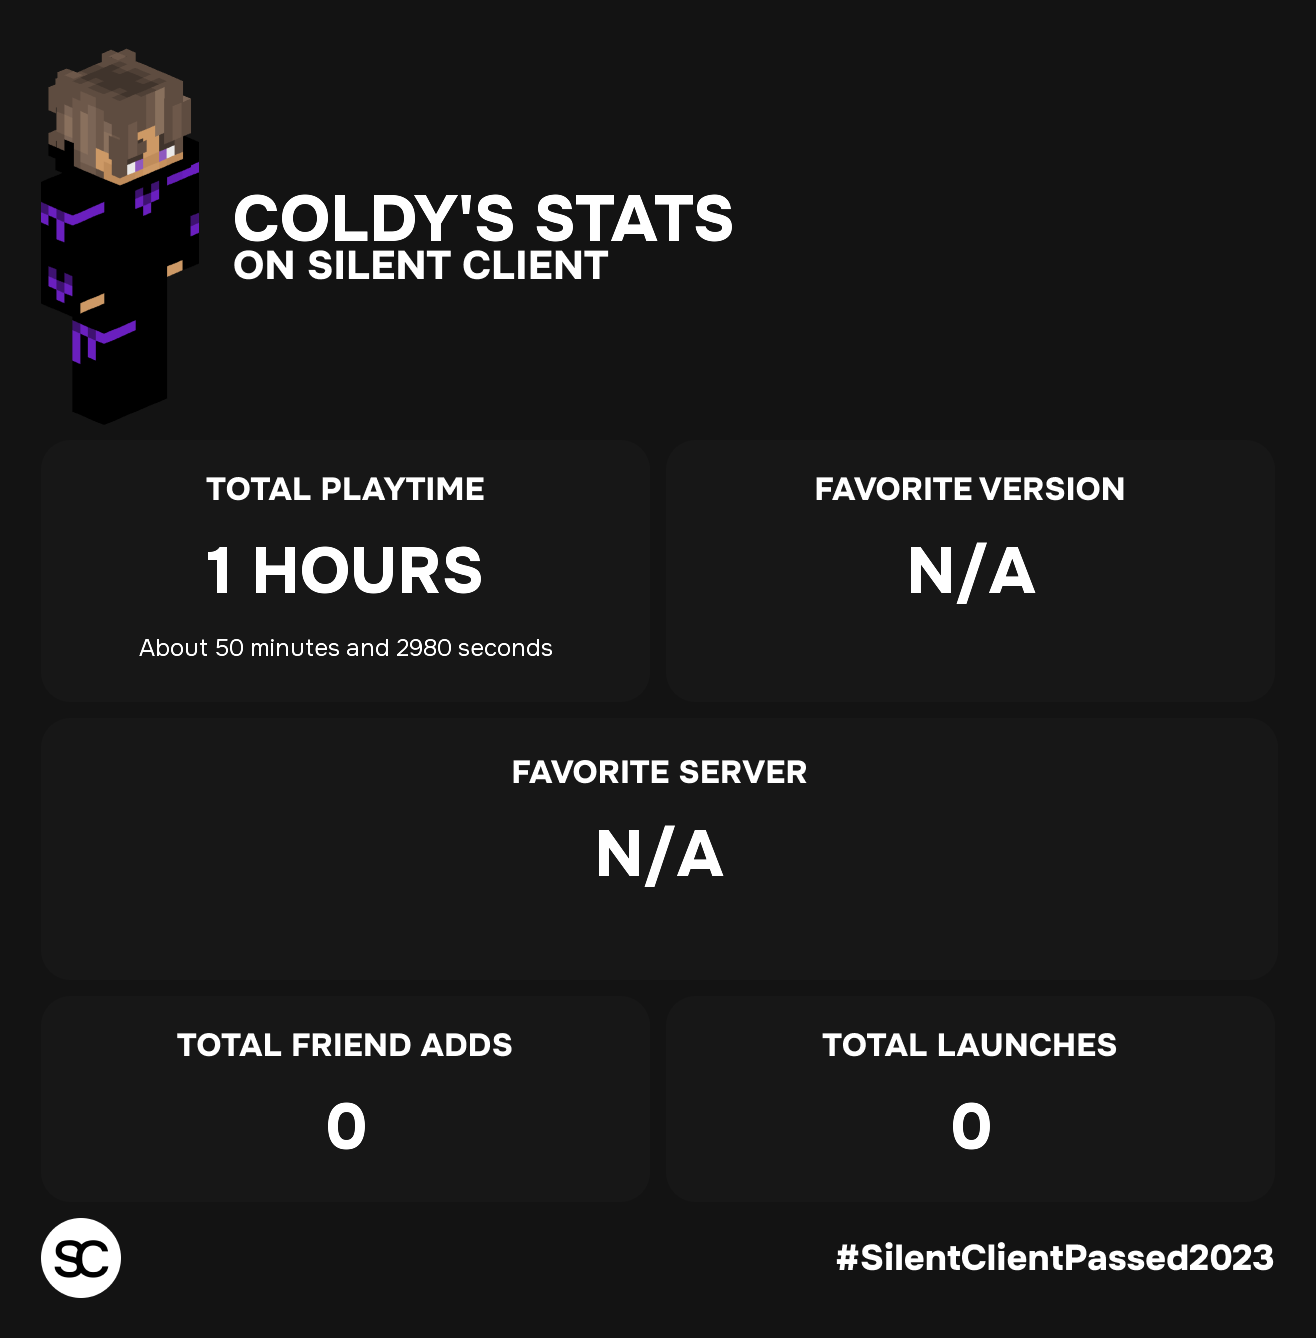 COLDY'S STATS
ON SILENT CLIENT
TOTAL PLAYTIME
1 HOURS
About 50 minutes and 2980 seconds
FAVORITE VERSION
N/A
FAVORITE SERVER
N/A
TOTAL FRIEND ADDS
0
TOTAL LAUNCHES
0
SC
#SilentClientPassed2023